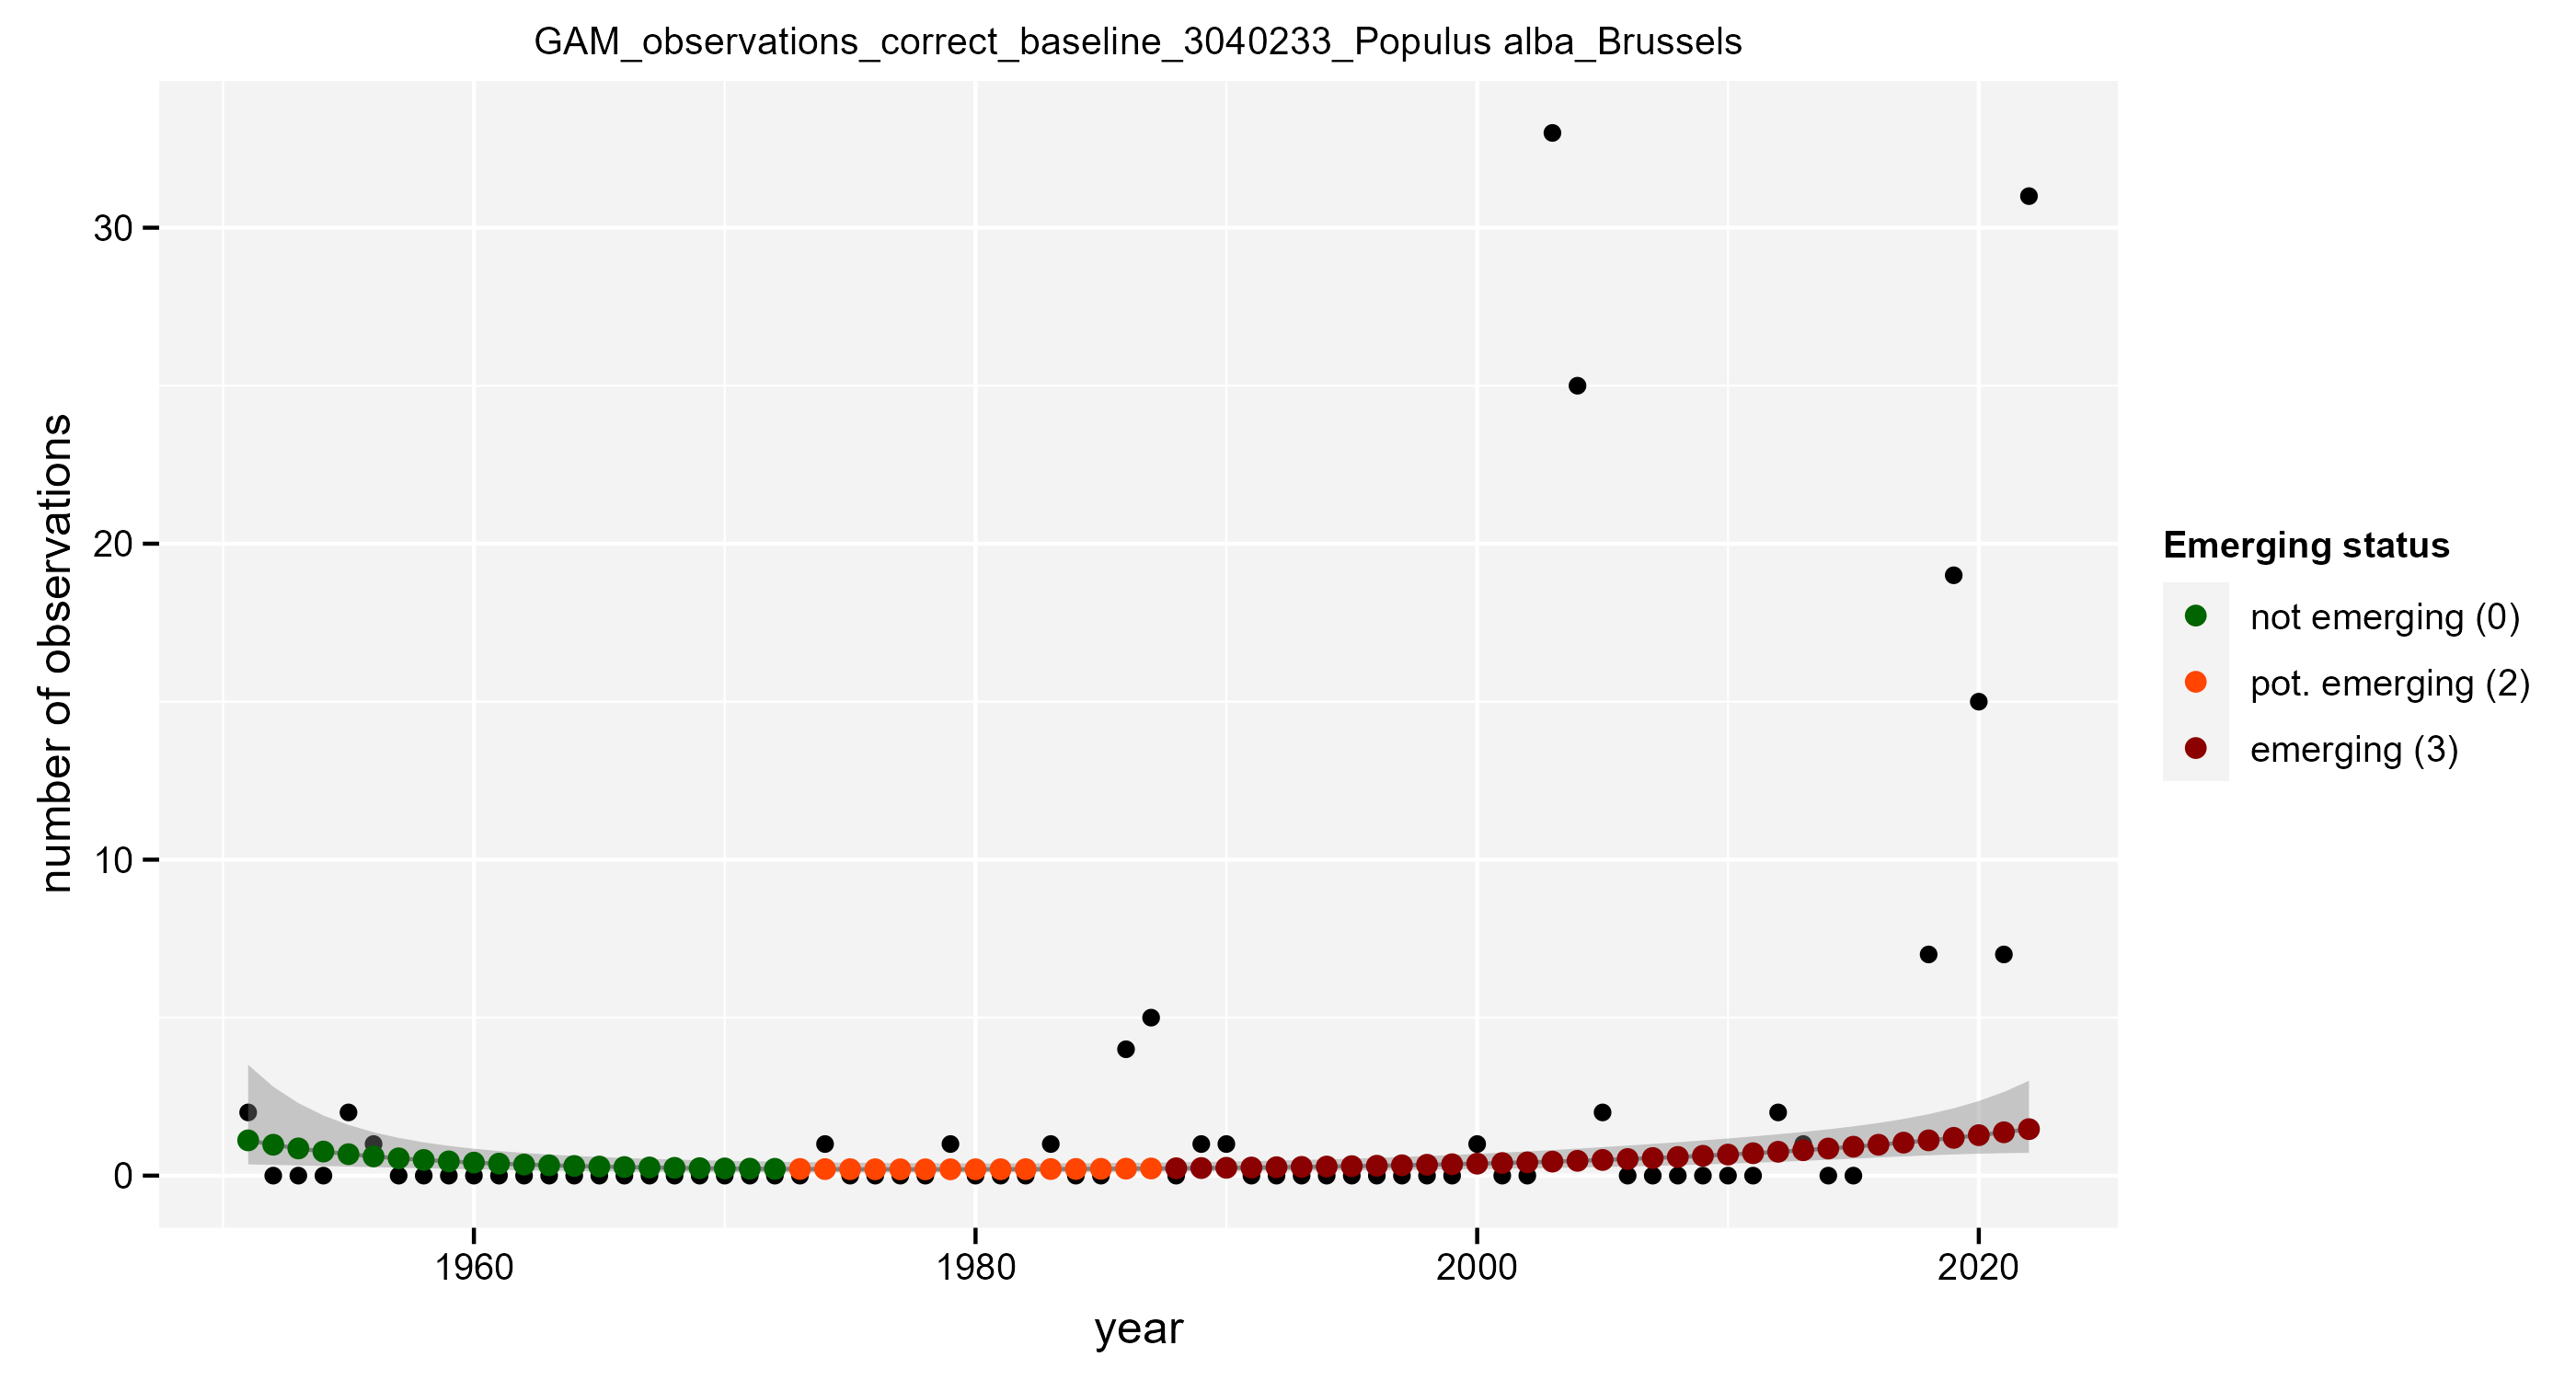 GAM_observations_correct_baseline_3040233_Populus alba_Brussels
number of observations
30
20
10
0
1960
1980
2000
2020
year
Emerging status
not emerging (0)
pot. emerging (2)
emerging (3)